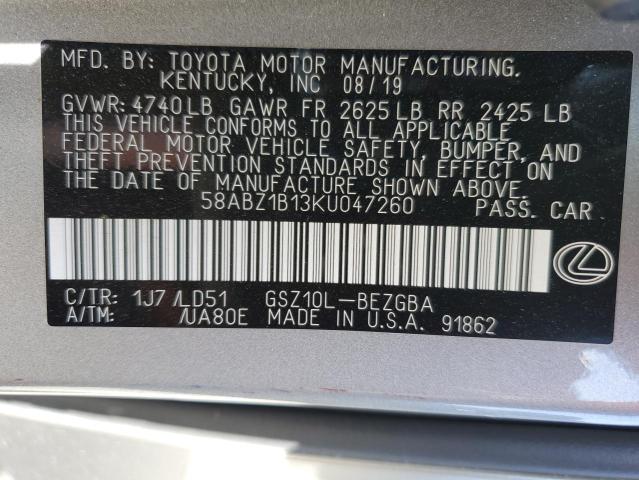 MFD. BY: TOYOTA MOTOR MANUFACTURING,
KENTUCKY, INC 08/19
GVWR: 4740LB GAWR FR 2625LB RR 2425 LB
THIS VEHICLE CONFORMS TO ALL APPLICABLE
FEDERAL MOTOR VEHICLE SAFETY, BUMPER, AND
THEFT PREVENTION STANDARDS IN EFFECT ON
THE DATE OF MANUFACTURE SHOWN ABOVE.
58ABZ1B13KU047260 PASS. CAR
C/TR: 1J7 /LD51 GSZ10L-BEZGBA
A/TM: /UA80E MADE IN U.S.A. 91862